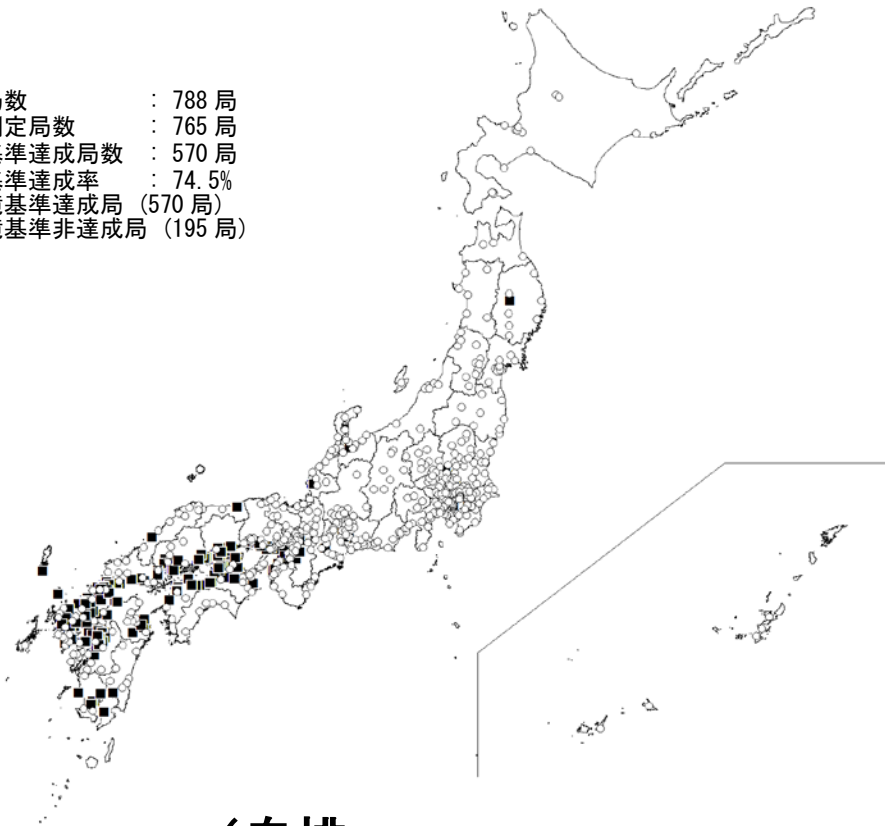 局数 : 788 局
測定局数 : 765 局
基準達成局数 : 570 局
基準達成率 : 74.5%
境基準達成局 (570 局)
境基準非達成局 (195 局)